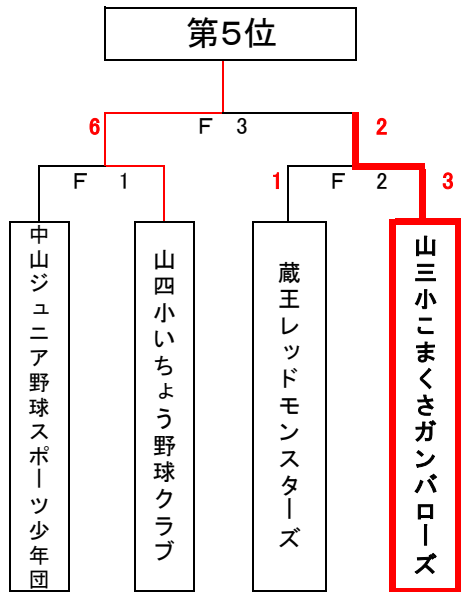 第5位
6 F 3 2
F 1 1 F 2 3
中山ジュニア野球スポーツ少年団
山四小いちょう野球クラブ
蔵王レッドモンスターズ
山三小こまくさガンバローズ